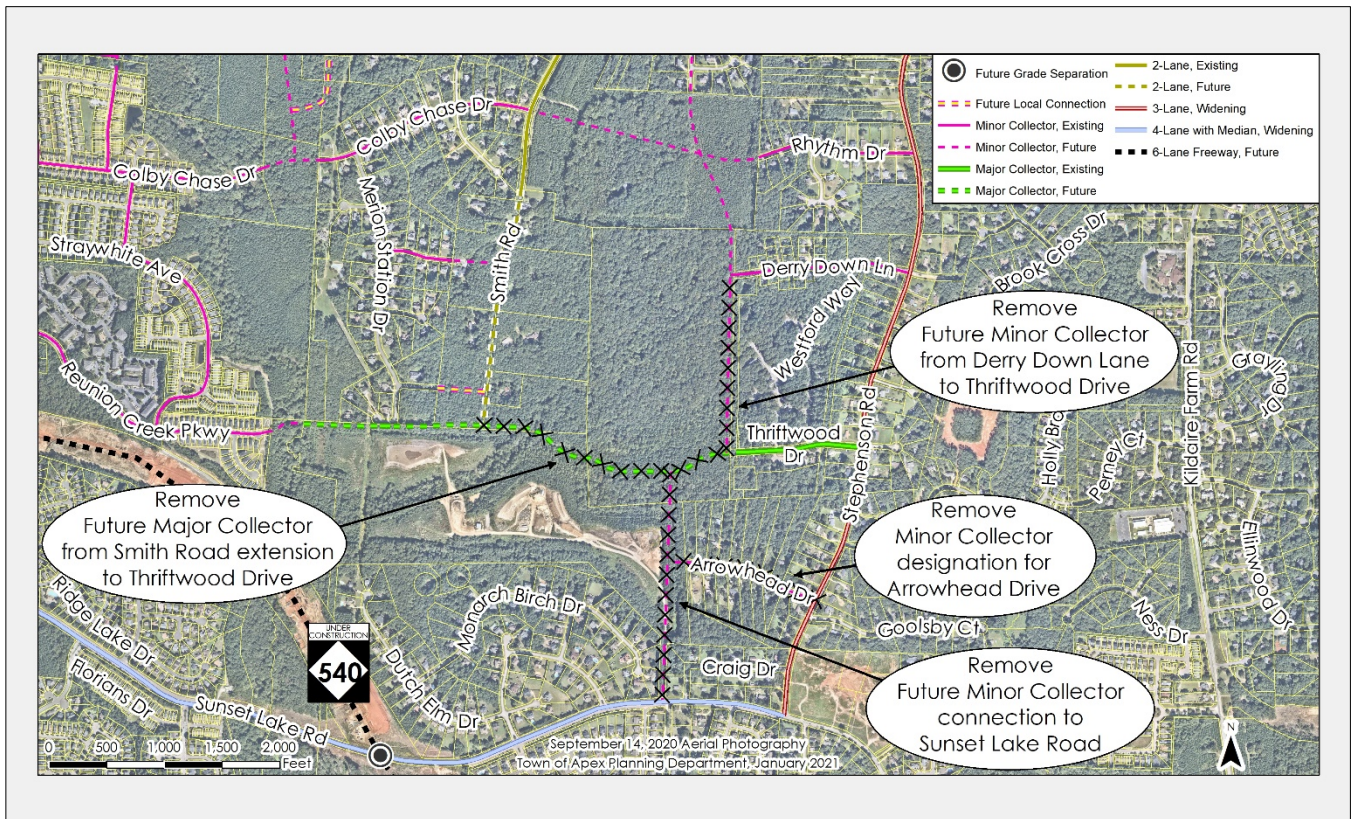 Future Grade Separation
Future Local Connection
Minor Collector, Existing
Minor Collector, Future
Major Collector, Existing
Major Collector, Future
2-Lane, Existing
2-Lane, Future
3-Lane, Widening
4-Lane with Median, Widening
6-Lane Freeway, Future
Colby Chase Dr
Colby Chase Dr
Rhythm Dr
Merion Station Dr
Straywhite Ave
Smith Rd
Derry Down Ln
Brook Cross Dr
Westford Way
Remove
Future Minor Collector
from Derry Down Lane
to Thriftwood Drive
Reunion Creek Pkwy
Thriftwood
Dr
Stephenson Rd
Kildaire Farm Rd
Grayling Dr
Perney Ct
Ellinwood Dr
Remove
Future Major Collector
from Smith Road extension
to Thriftwood Drive
Remove
Minor Collector
designation for
Arrowhead Drive
Arrowhead Dr
Ridge Lake Dr
Florians Dr
Monarch Birch Dr
Dutch Elm Dr
Goolsby Ct
Ness Dr
Craig Dr
UNDER
CONSTRUCTION
540
Sunset Lake Rd
Remove
Future Minor Collector
connection to
Sunset Lake Road
0 500 1,000 1,500 2,000
Feet
September 14, 2020 Aerial Photography
Town of Apex Planning Department, January 2021
N